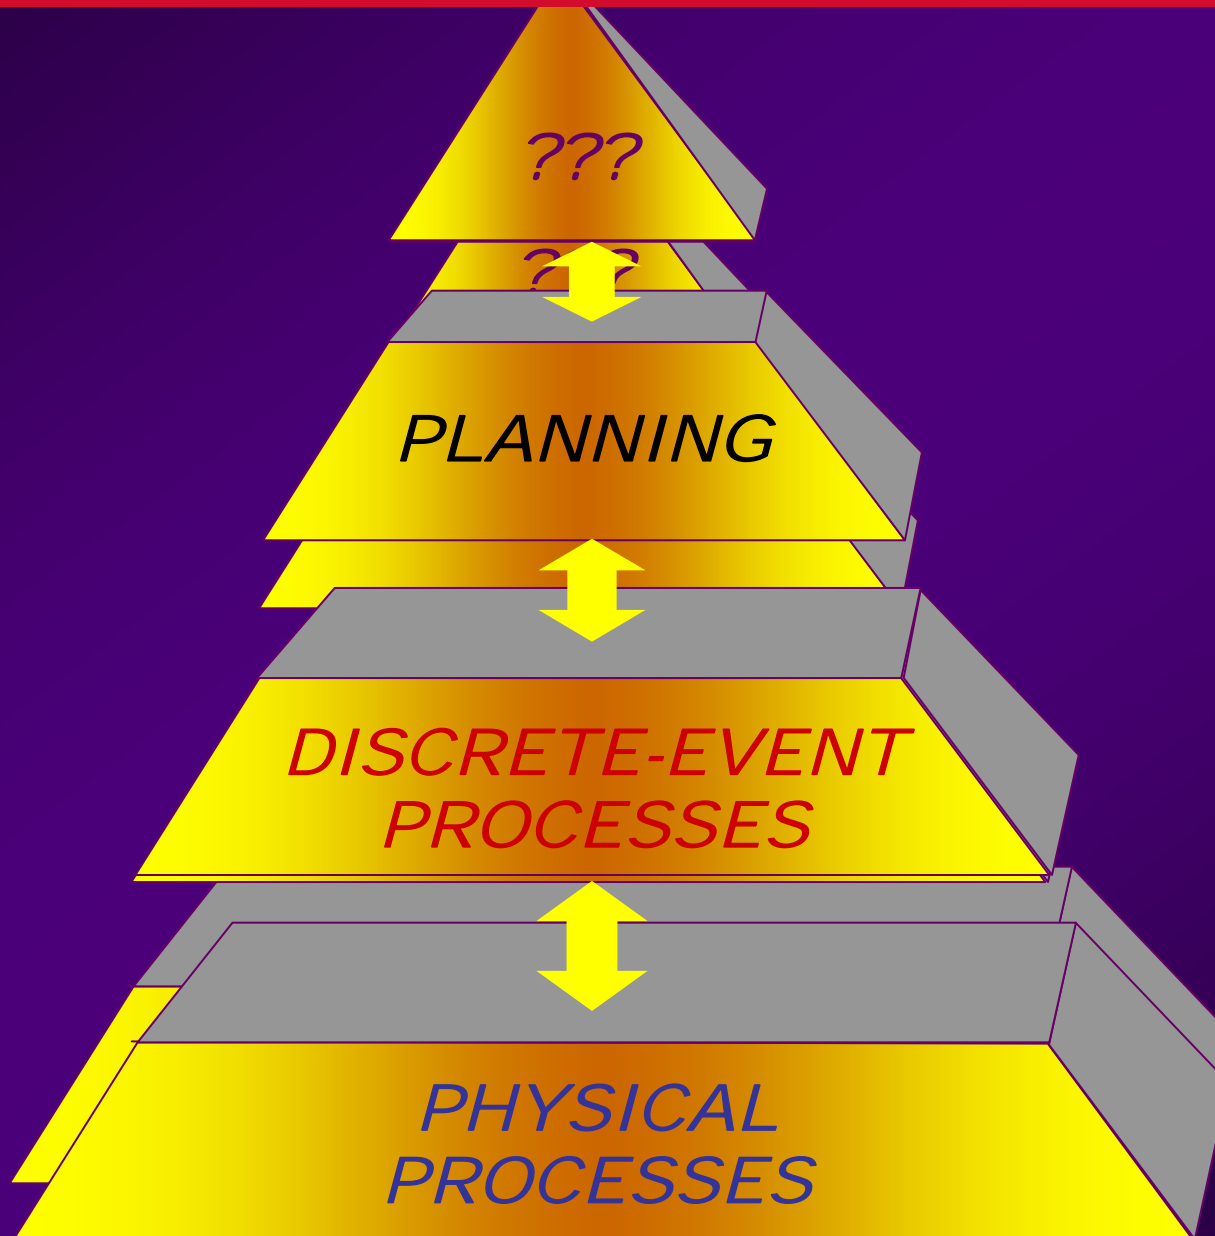 ???
???
PLANNING
DISCRETE-EVENT
PROCESSES
PHYSICAL
PROCESSES